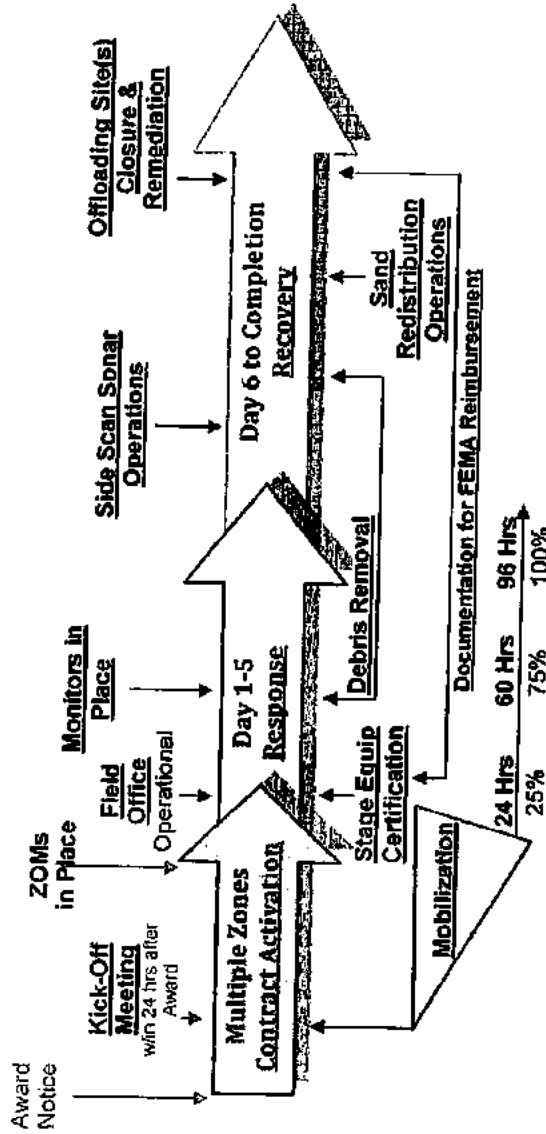 Award
Notice
Kick-Off
Meeting
w/in 24 hrs after
Award
ZOMs
in Place
Field
Office
Operational
Monitors in
Place
Side Scan Sonar
Operations
Offloading Site(s)
Closure &
Remediation
Multiple Zones
Contract Activation
Day 1-5
Response
Day 6 to Completion
Recovery
Stage Equip
Certification
Debris Removal
Sand
Redistribution
Operations
Documentation for FEMA Reimbursement
Mobilization
24 Hrs 60 Hrs 96 Hrs
25% 75% 100%